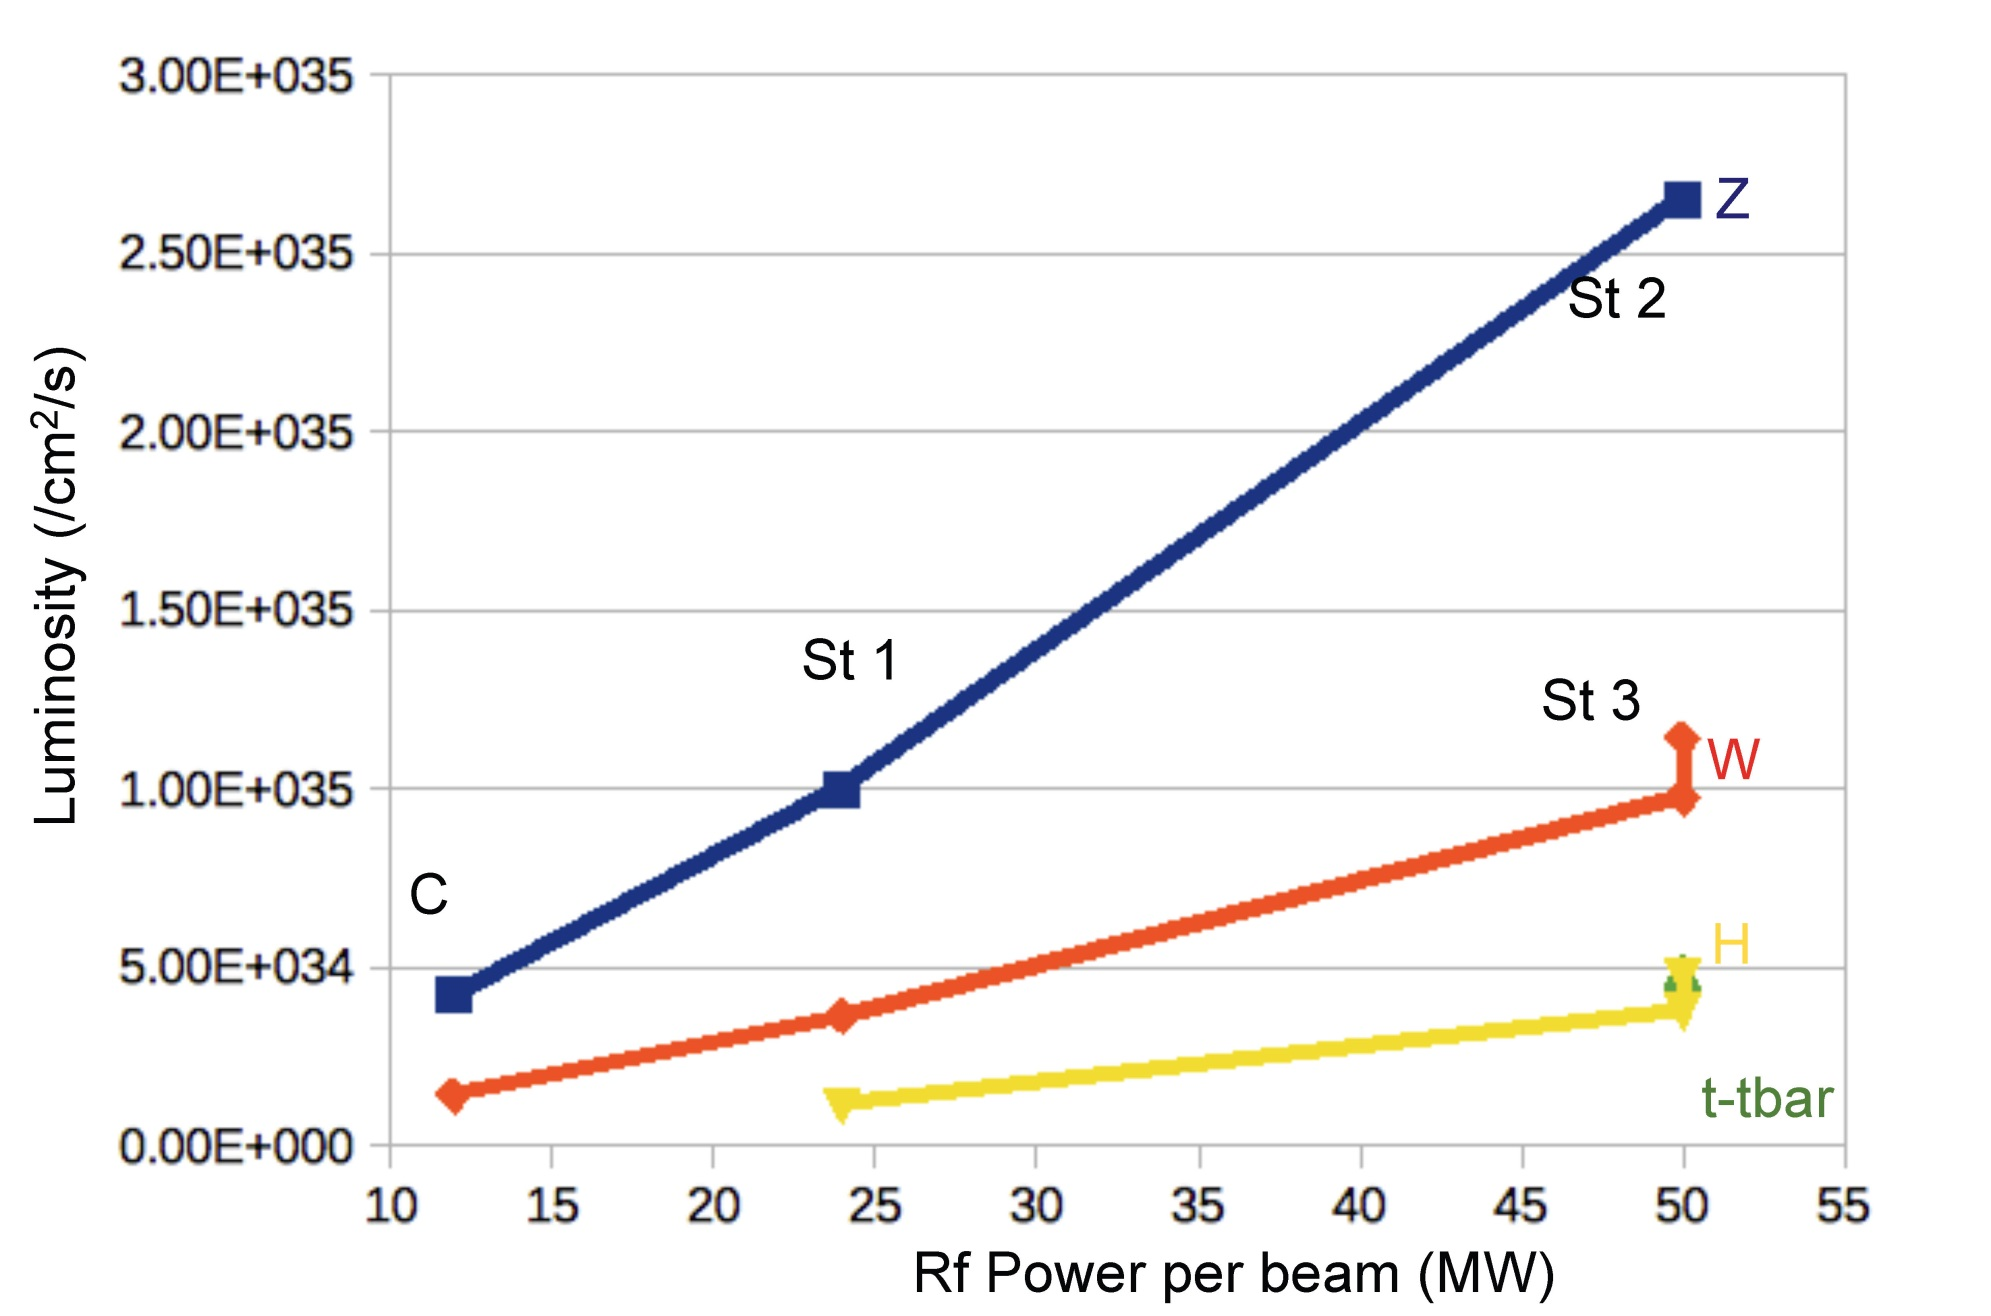 3.00E+035
2.50E+035
2.00E+035
1.50E+035
1.00E+035
5.00E+034
0.00E+000
Luminosity (/cm²/s)
Z
St 2
St 1
St 3
W
C
H
t-tbar
10 15 20 25 30 35 40 45 50 55
Rf Power per beam (MW)